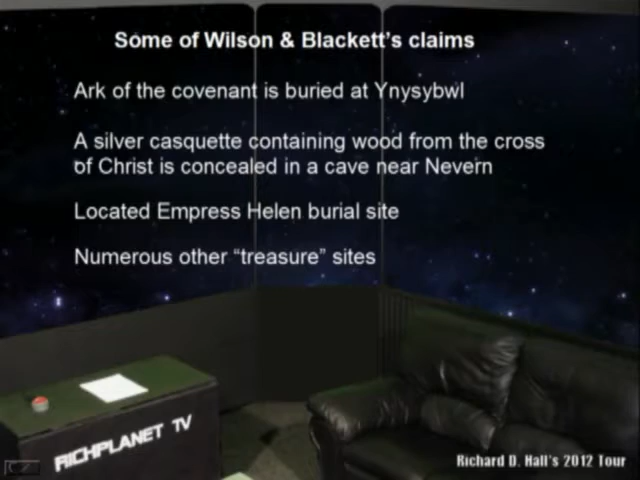 Some of Wilson & Blackett's claims
Ark of the covenant is buried at Ynysybwl
A silver casquette containing wood from the cross
of Christ is concealed in a cave near Nevern
Located Empress Helen burial site
Numerous other “treasure” sites
RICHPLANET TV
Richard D. Hall's 2012 Tour